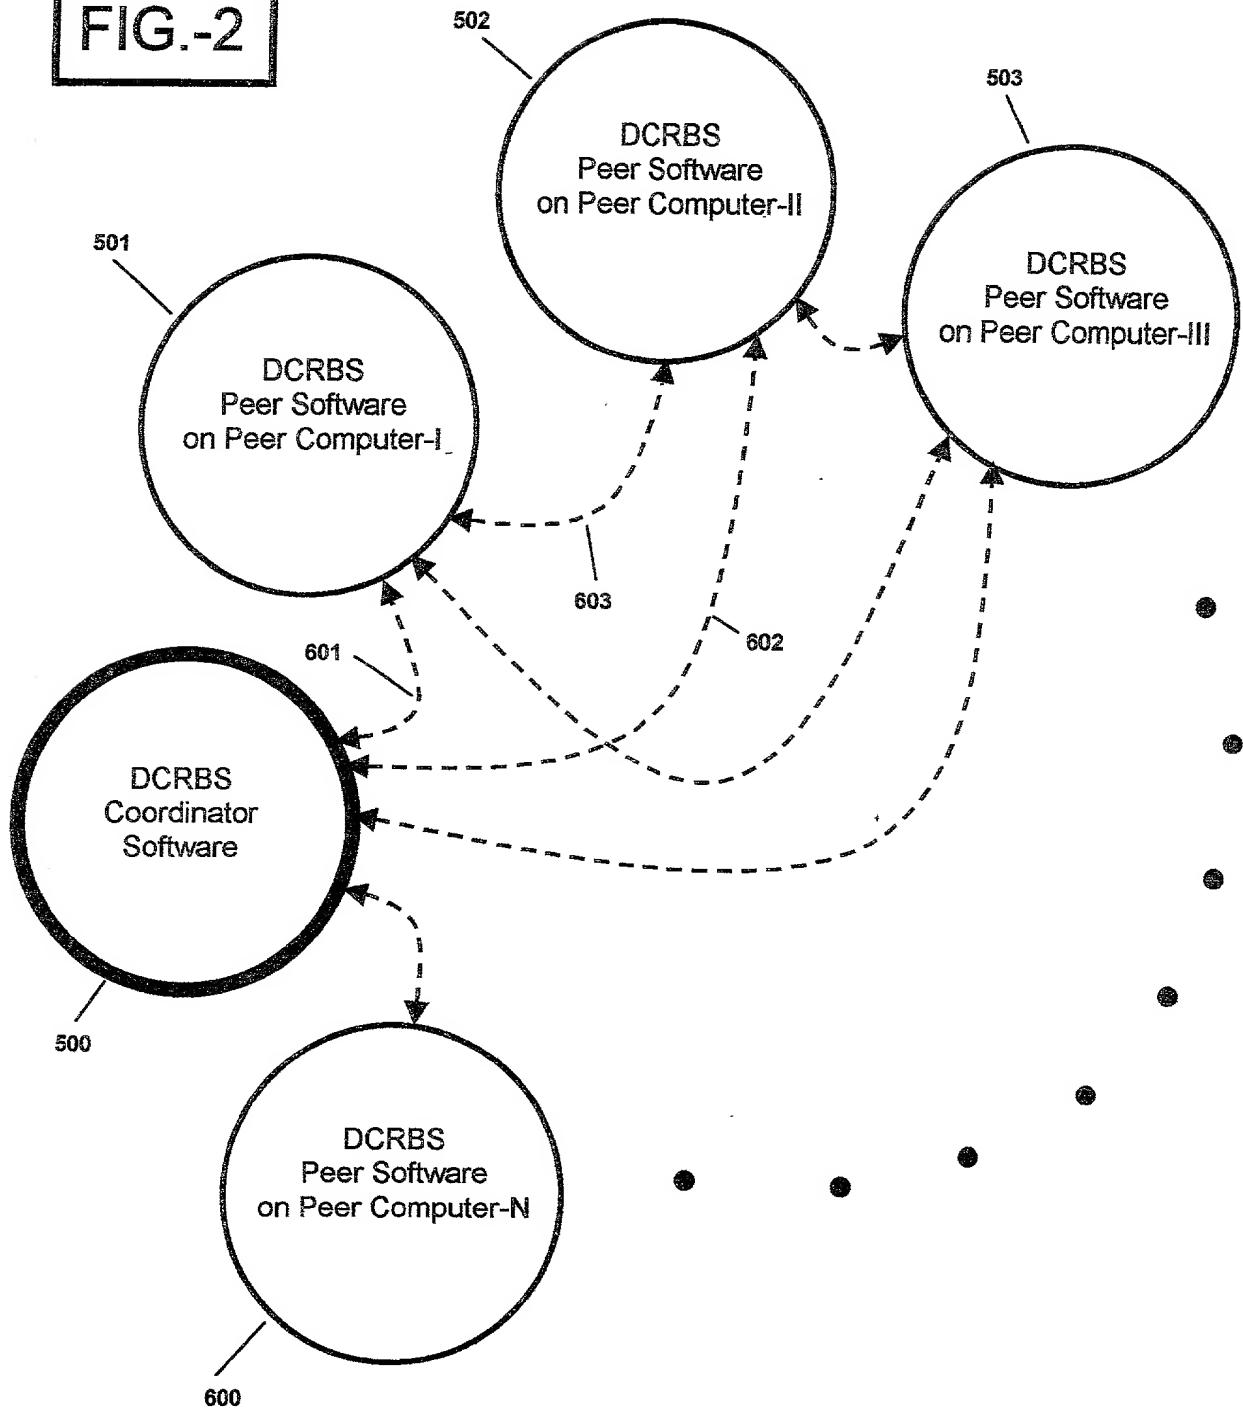 FIG.-2
502
503
DCRBS
Peer Software
on Peer Computer-II
501
DCRBS
Peer Software
on Peer Computer-III
DCRBS
Peer Software
on Peer Computer-I
603
602
601
DCRBS
Coordinator
Software
500
DCRBS
Peer Software
on Peer Computer-N
600